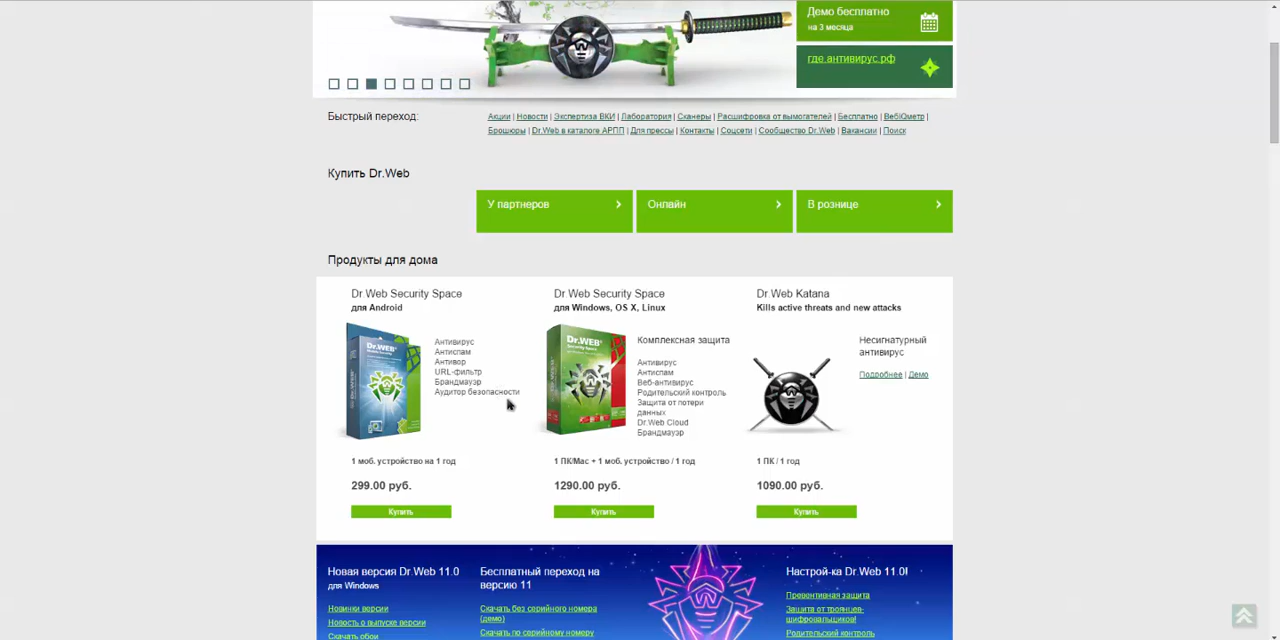 Демо бесплатно
на 3 месяца
где.антивирус.рф
Быстрый переход:
Акции | Новости | Экспертиза ВКИ | Лаборатория | Сканеры | Расшифровка от вымогателей | Бесплатно | ВебIQметр |
Брошюры | Dr.Web в каталоге АРПП | Для прессы | Контакты | Соцсети | Сообщество Dr.Web | Вакансии | Поиск
Купить Dr.Web
У партнеров
Онлайн
В рознице
Продукты для дома
Dr.Web Security Space
для Android
Dr.WEB
Антивирус
Антиспам
Антивор
URL-фильтр
Брандмауэр
Аудитор безопасности
1 моб. устройство на 1 год
299.00 руб.
Купить
Dr.Web Security Space
для Windows, OS X, Linux
Dr.WEB
Комплексная защита
Антивирус
Антиспам
Веб-антивирус
Родительский контроль
Защита от потери
данных
Dr.Web Cloud
Брандмауэр
1 ПК/Mac + 1 моб. устройство / 1 год
1290.00 руб.
Купить
Dr.Web Katana
Kills active threats and new attacks
Несигнатурный
антивирус
Подробнее | Демо
1 ПК / 1 год
1090.00 руб.
Купить
Новая версия Dr.Web 11.0
для Windows
Новинки версии
Новость о выпуске версии
Скачать обои
Бесплатный переход на
версию 11
Скачать без серийного номера
(демо)
Скачать по серийному номеру
Настрой-ка Dr.Web 11.0!
Превентивная защита
Защита от троянцев-
шифровальщиков!
Родительский контроль